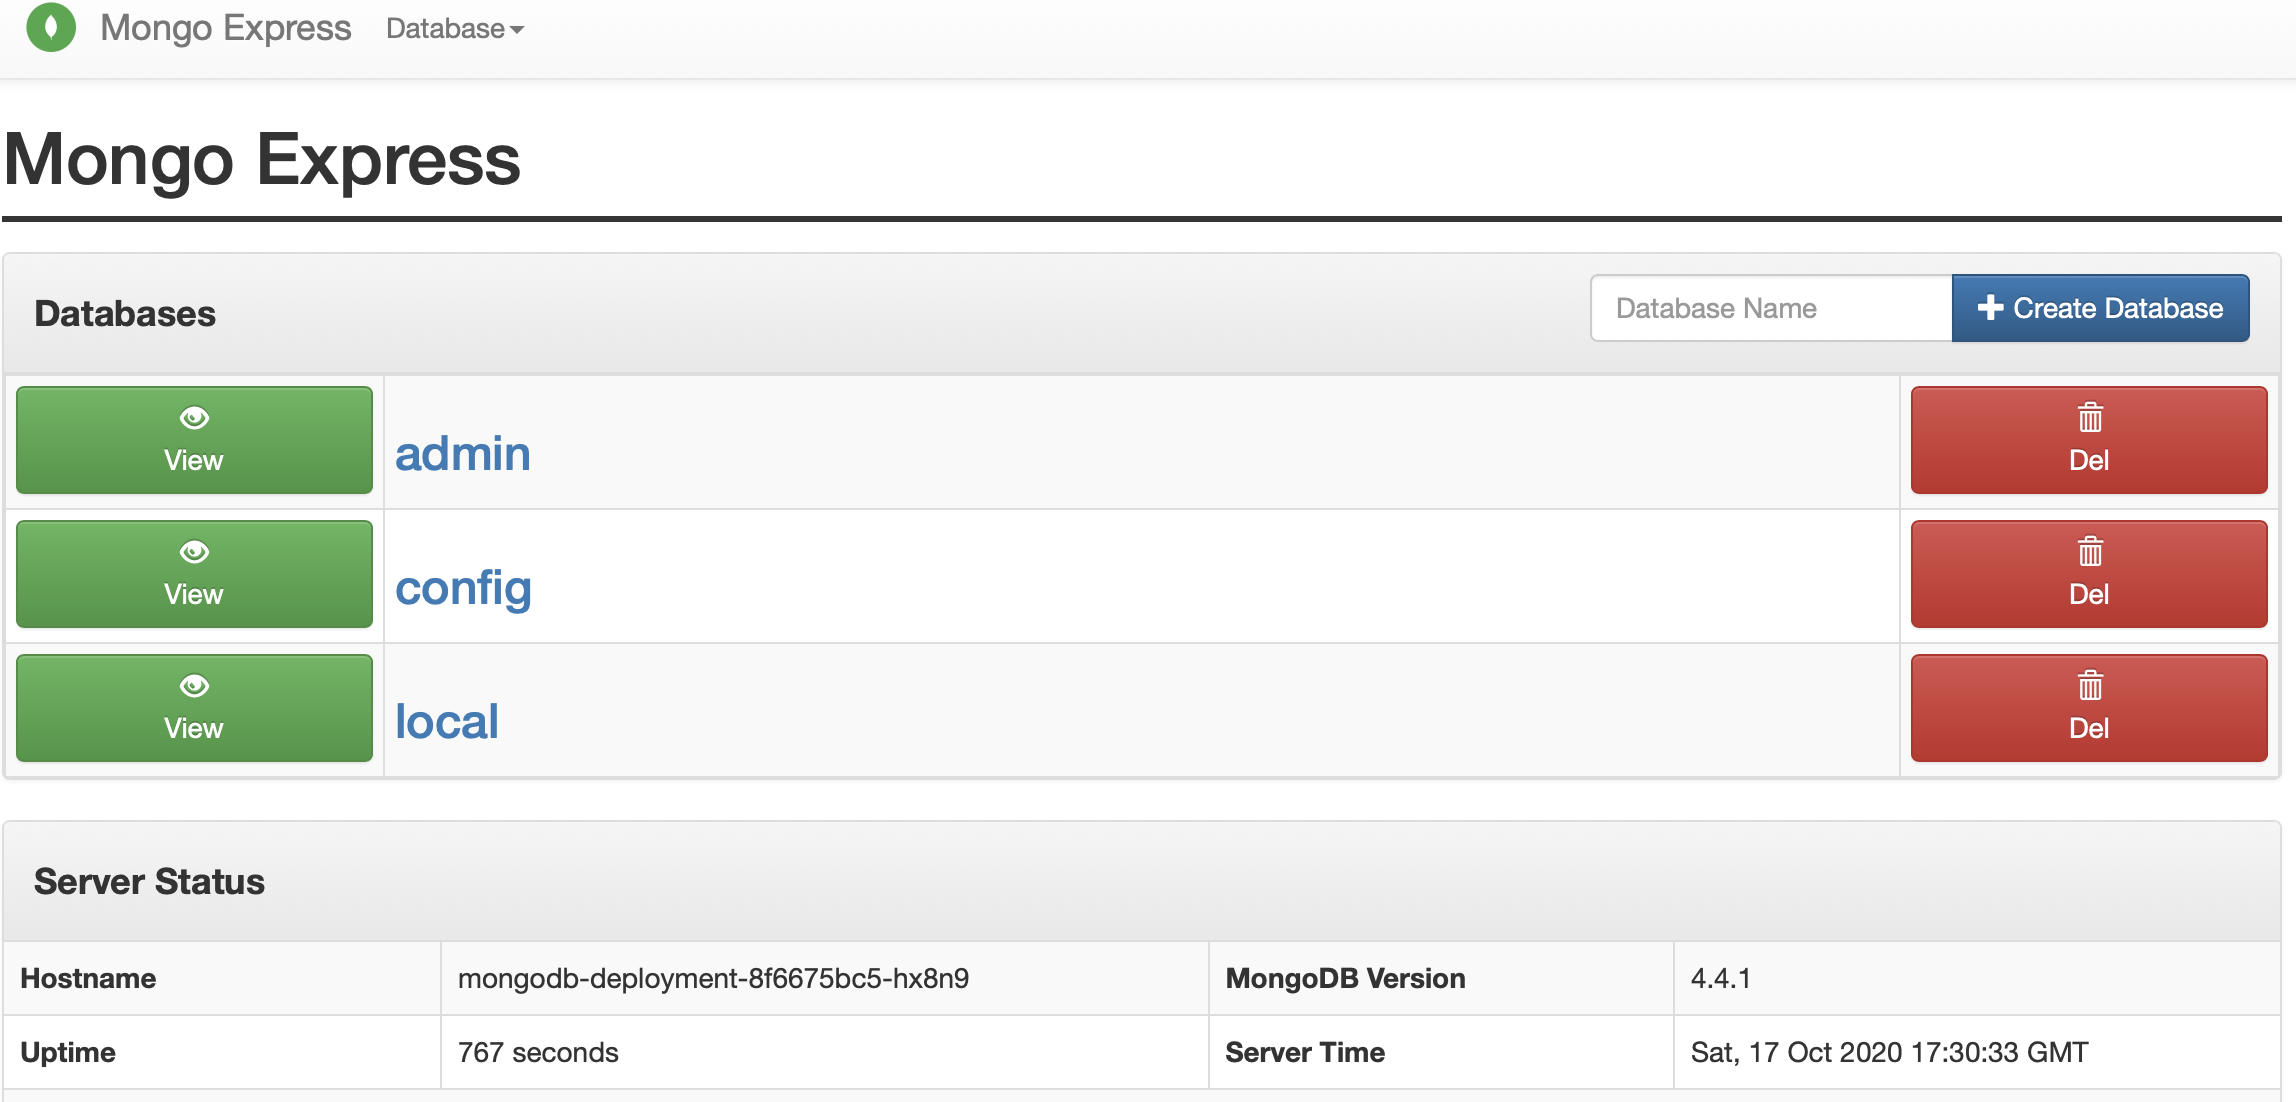 Mongo Express Database
Mongo Express
Databases Database Name Create Database
View admin Del
View config Del
View local Del
Server Status
Hostname mongodb-deployment-8f6675bc5-hx8n9 MongoDB Version 4.4.1
Uptime 767 seconds Server Time Sat, 17 Oct 2020 17:30:33 GMT